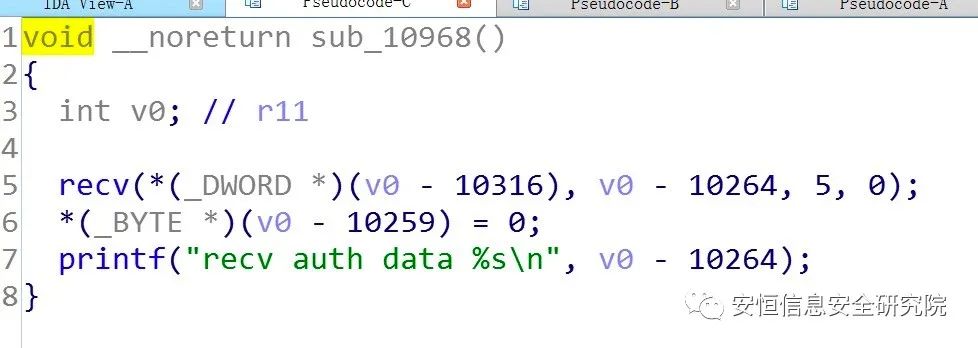 IDA View-A Pseudocode-C Pseudocode-B Pseudocode-A
1 void __noreturn sub_10968()
2 {
3 int v0; // r11
4
5 recv(*(_DWORD *)(v0 - 10316), v0 - 10264, 5, 0);
6 *(_BYTE *)(v0 - 10259) = 0;
7 printf("recv auth data %s\n", v0 - 10264);
8 }
安恒信息安全研究院